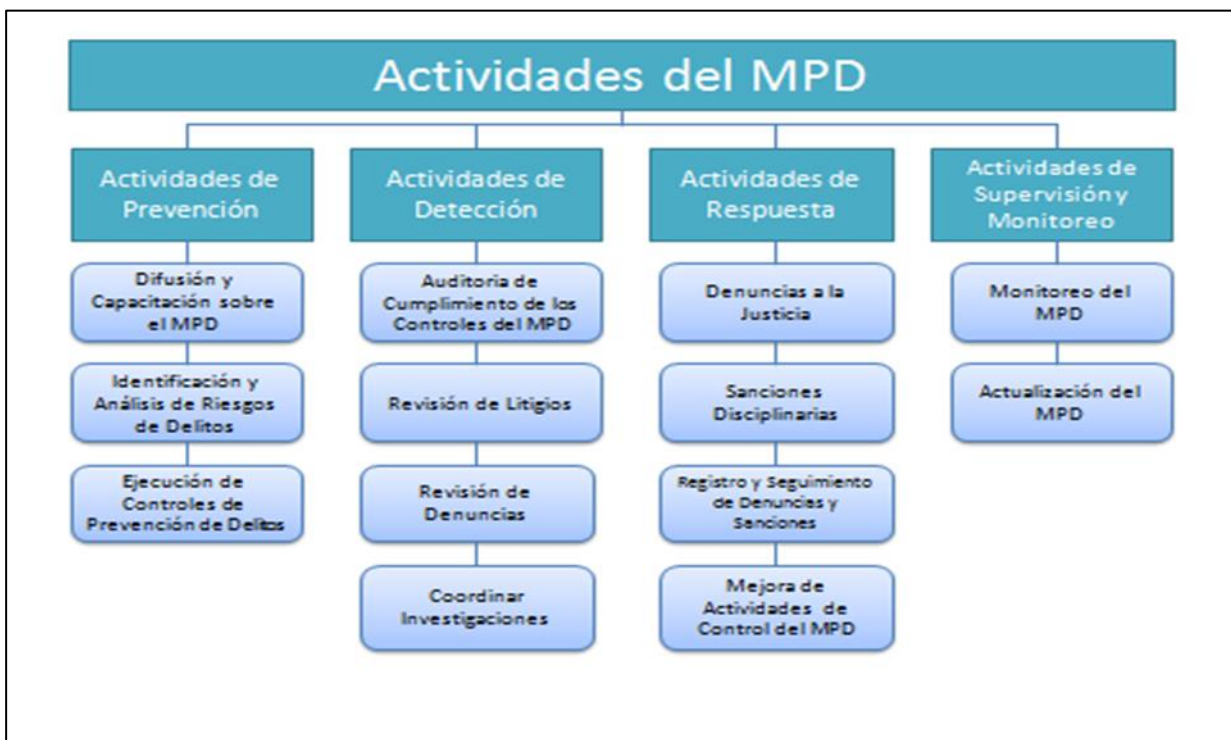 Actividades del MPD
Actividades de
Prevención
Difusión y
Capacitación sobre
el MPD
Identificación y
Análisis de Riesgos
de Delitos
Ejecución de
Controles de
Prevención de Delitos
Actividades de
Detección
Auditoria de
Cumplimiento de los
Controles del MPD
Revisión de Litigios
Revisión de
Denuncias
Coordinar
Investigaciones
Actividades de
Respuesta
Denuncias a la
Justicia
Sanciones
Disciplinarias
Registro y Seguimiento
de Denuncias y
Sanciones
Mejora de
Actividades de
Control del MPD
Actividades de
Supervisión y
Monitoreo
Monitoreo del
MPD
Actualización del
MPD